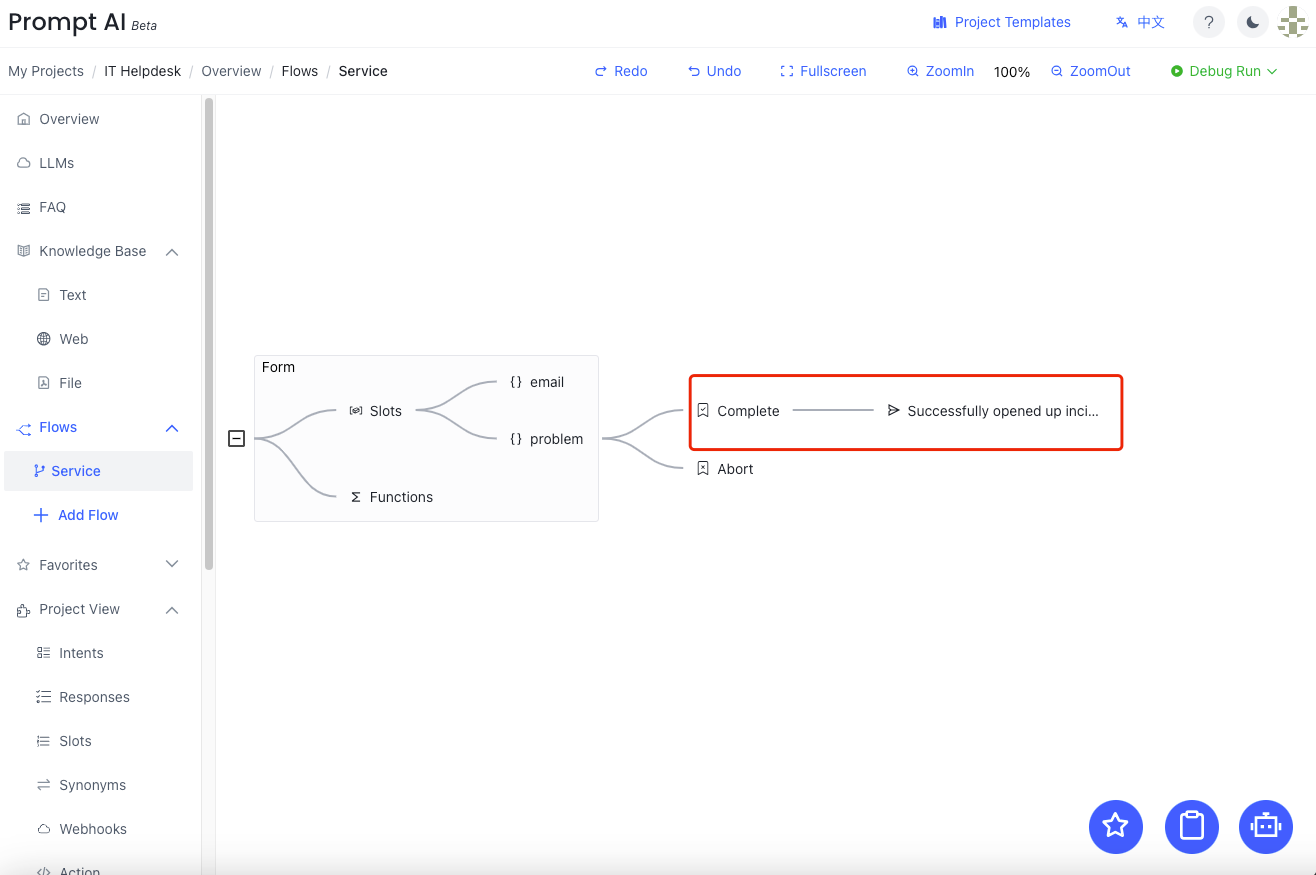 Prompt AI Beta
Project Templates
中文
?
My Projects / IT Helpdesk / Overview / Flows / Service
Redo
Undo
Fullscreen
ZoomIn
100%
ZoomOut
Debug Run
Overview
LLMs
FAQ
Knowledge Base
Text
Web
File
Flows
Service
Add Flow
Favorites
Project View
Intents
Responses
Slots
Synonyms
Webhooks
Action
Form
Slots
{} email
{} problem
Σ Functions
Complete
Successfully opened up inci...
Abort